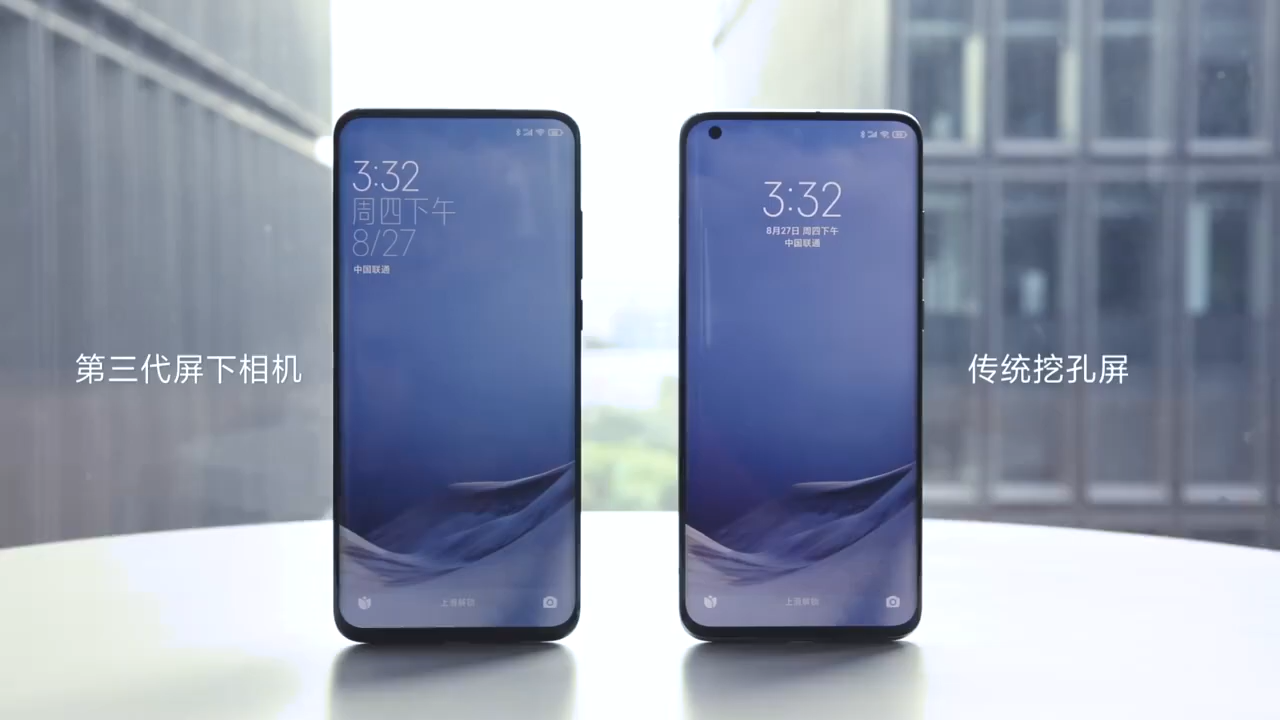 3:32
周四下午
8/27
中国联通
第三代屏下相机
上滑解锁
3:32
8月27日 周四下午
中国联通
传统挖孔屏
上滑解锁